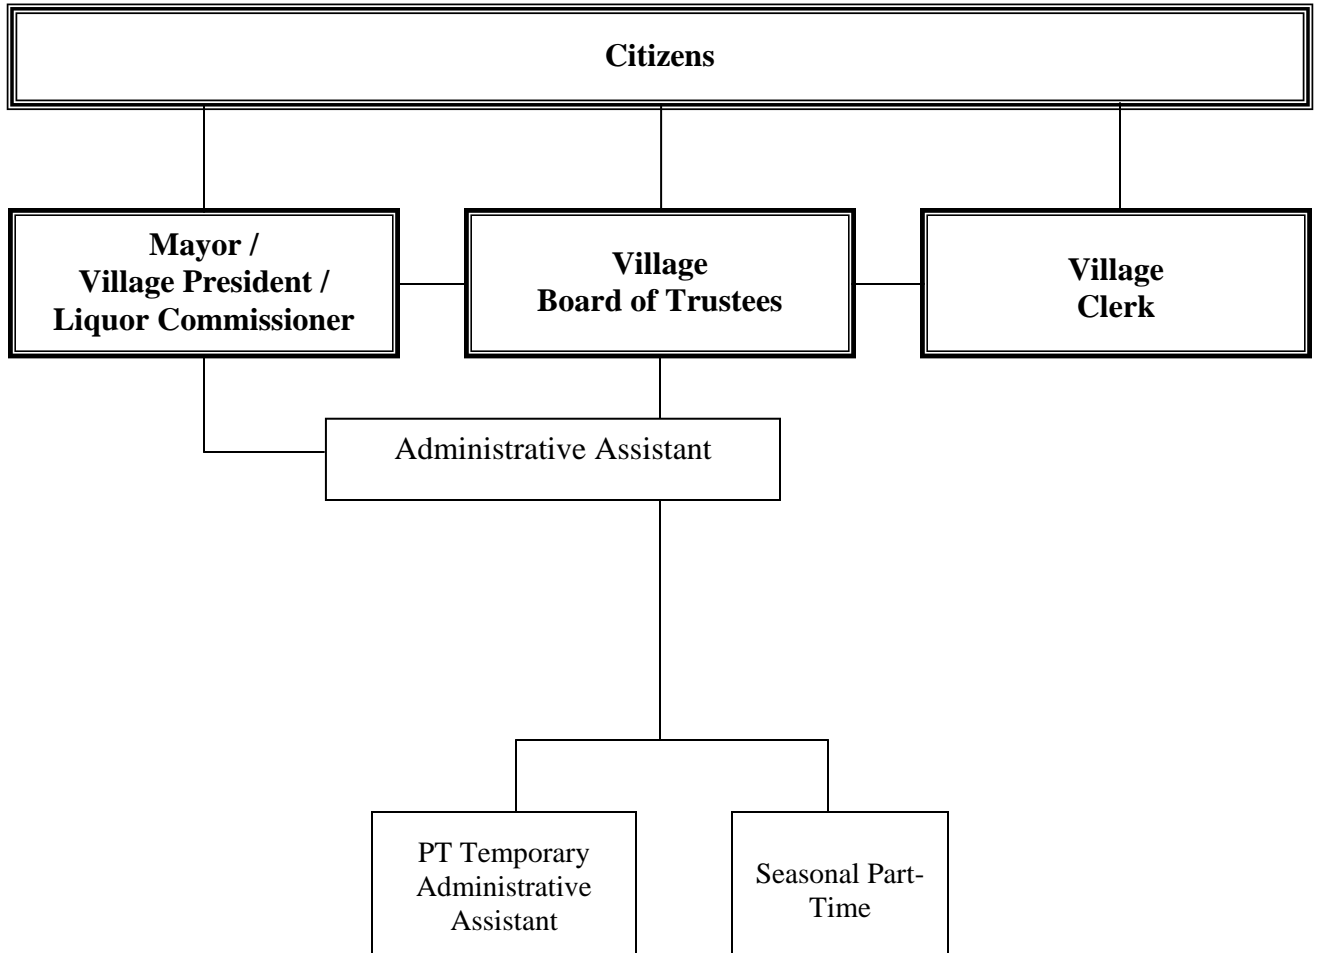 Citizens
Mayor /
Village President /
Liquor Commissioner
Village
Board of Trustees
Village
Clerk
Administrative Assistant
PT Temporary
Administrative
Assistant
Seasonal Part-
Time